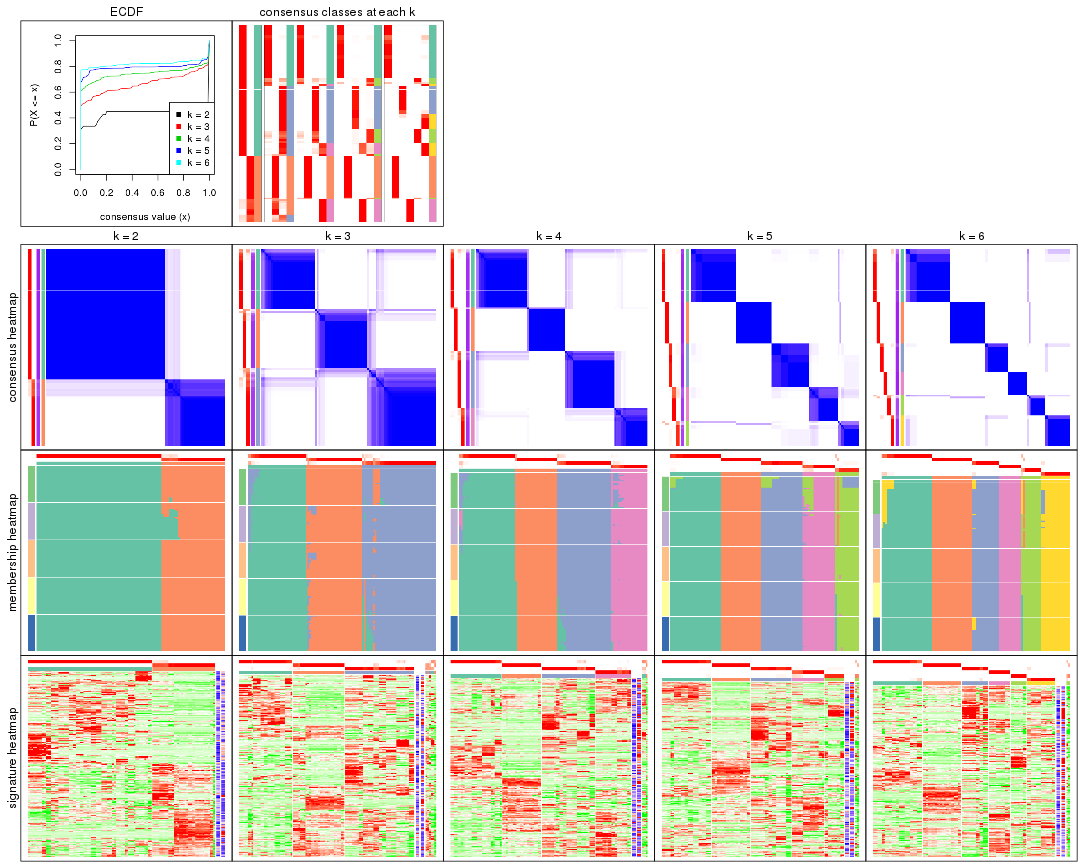 ECDF
consensus classes at each k
P(X <= x)
0.0 0.2 0.4 0.6 0.8 1.0
k = 2
k = 3
k = 4
k = 5
k = 6
0.0 0.2 0.4 0.6 0.8 1.0
consensus value (x)
k = 2
k = 3
k = 4
k = 5
k = 6
consensus heatmap
membership heatmap
signature heatmap